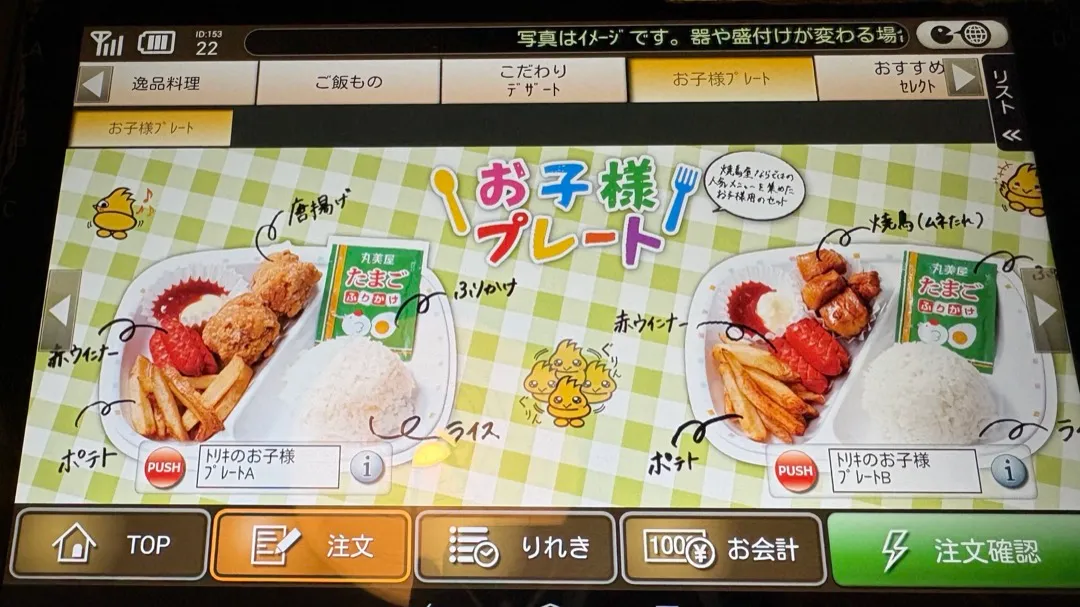 ID:153
22
写真はイメージです。器や盛付けが変わる場合
逸品料理
ご飯もの
こだわり
デザート
お子様プレート
おすすめ
セレクト
リスト
お子様プレート
お子様
プレート
焼鳥屋ならではの
人気メニューを集めた
お子様用のセット
唐揚げ
丸美屋
たまご
ふりかけ
ふりかけ
赤ウインナー
ポテト
ライス
ぐりん
ぐりん
焼鳥(ムネたれ)
丸美屋
たまご
ふりかけ
赤ウインナー
ポテト
PUSH
トリキのお子様
プレートA
i
PUSH
トリキのお子様
プレートB
i
TOP
注文
りれき
100
¥
お会計
注文確認